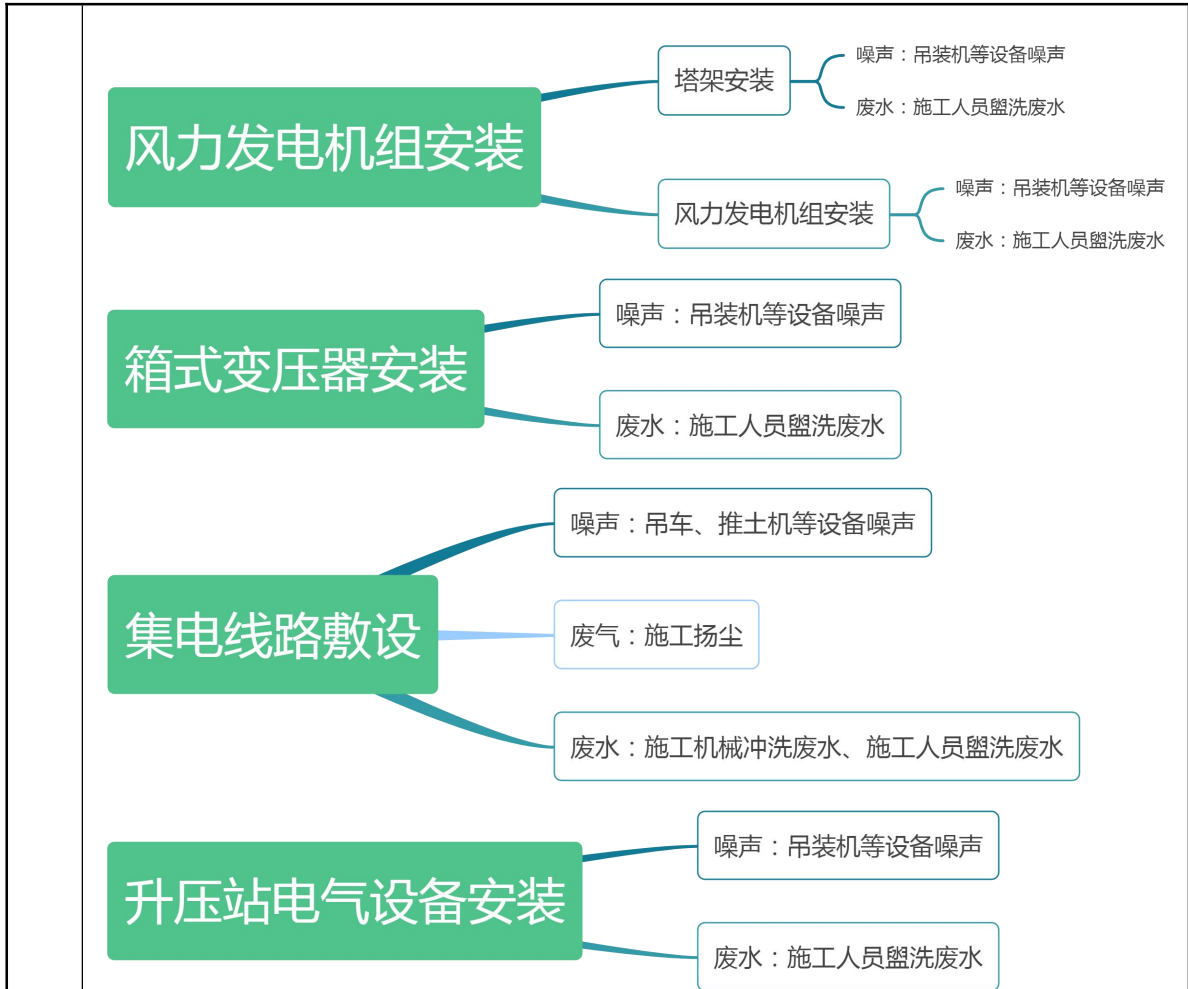 风力发电机组安装
塔架安装
噪声：吊装机等设备噪声
废水：施工人员盥洗废水
风力发电机组安装
噪声：吊装机等设备噪声
废水：施工人员盥洗废水
箱式变压器安装
噪声：吊装机等设备噪声
废水：施工人员盥洗废水
集电线路敷设
噪声：吊车、推土机等设备噪声
废气：施工扬尘
废水：施工机械冲洗废水、施工人员盥洗废水
升压站电气设备安装
噪声：吊装机等设备噪声
废水：施工人员盥洗废水